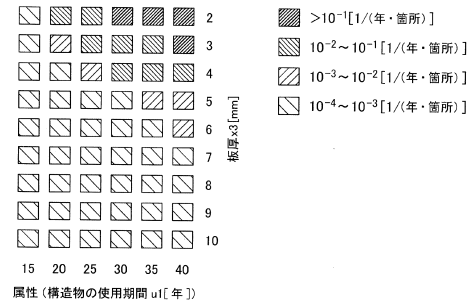 2
3
4
5
6
7
8
9
10
板厚x3[mm]
15 20 25 30 35 40
属性(構造物の使用期間 u1[年])
>10⁻¹[1/(年・箇所)]
10⁻²~10⁻¹[1/(年・箇所)]
10⁻³~10⁻²[1/(年・箇所)]
10⁻⁴~10⁻³[1/(年・箇所)]